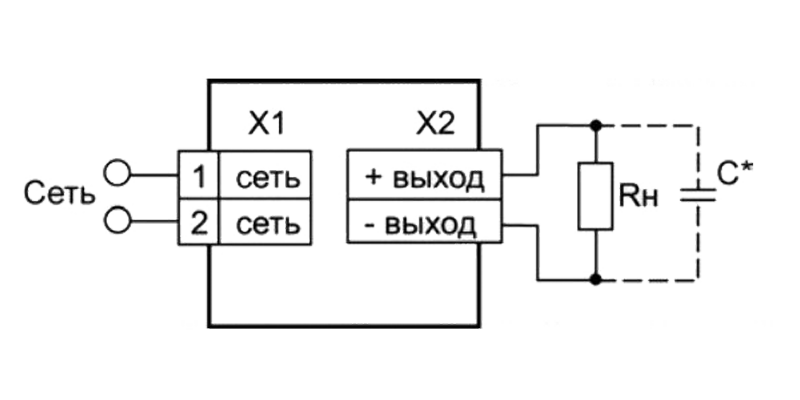 X1
X2
Сеть
1 сеть
2 сеть
+ выход
- выход
Rн
C*